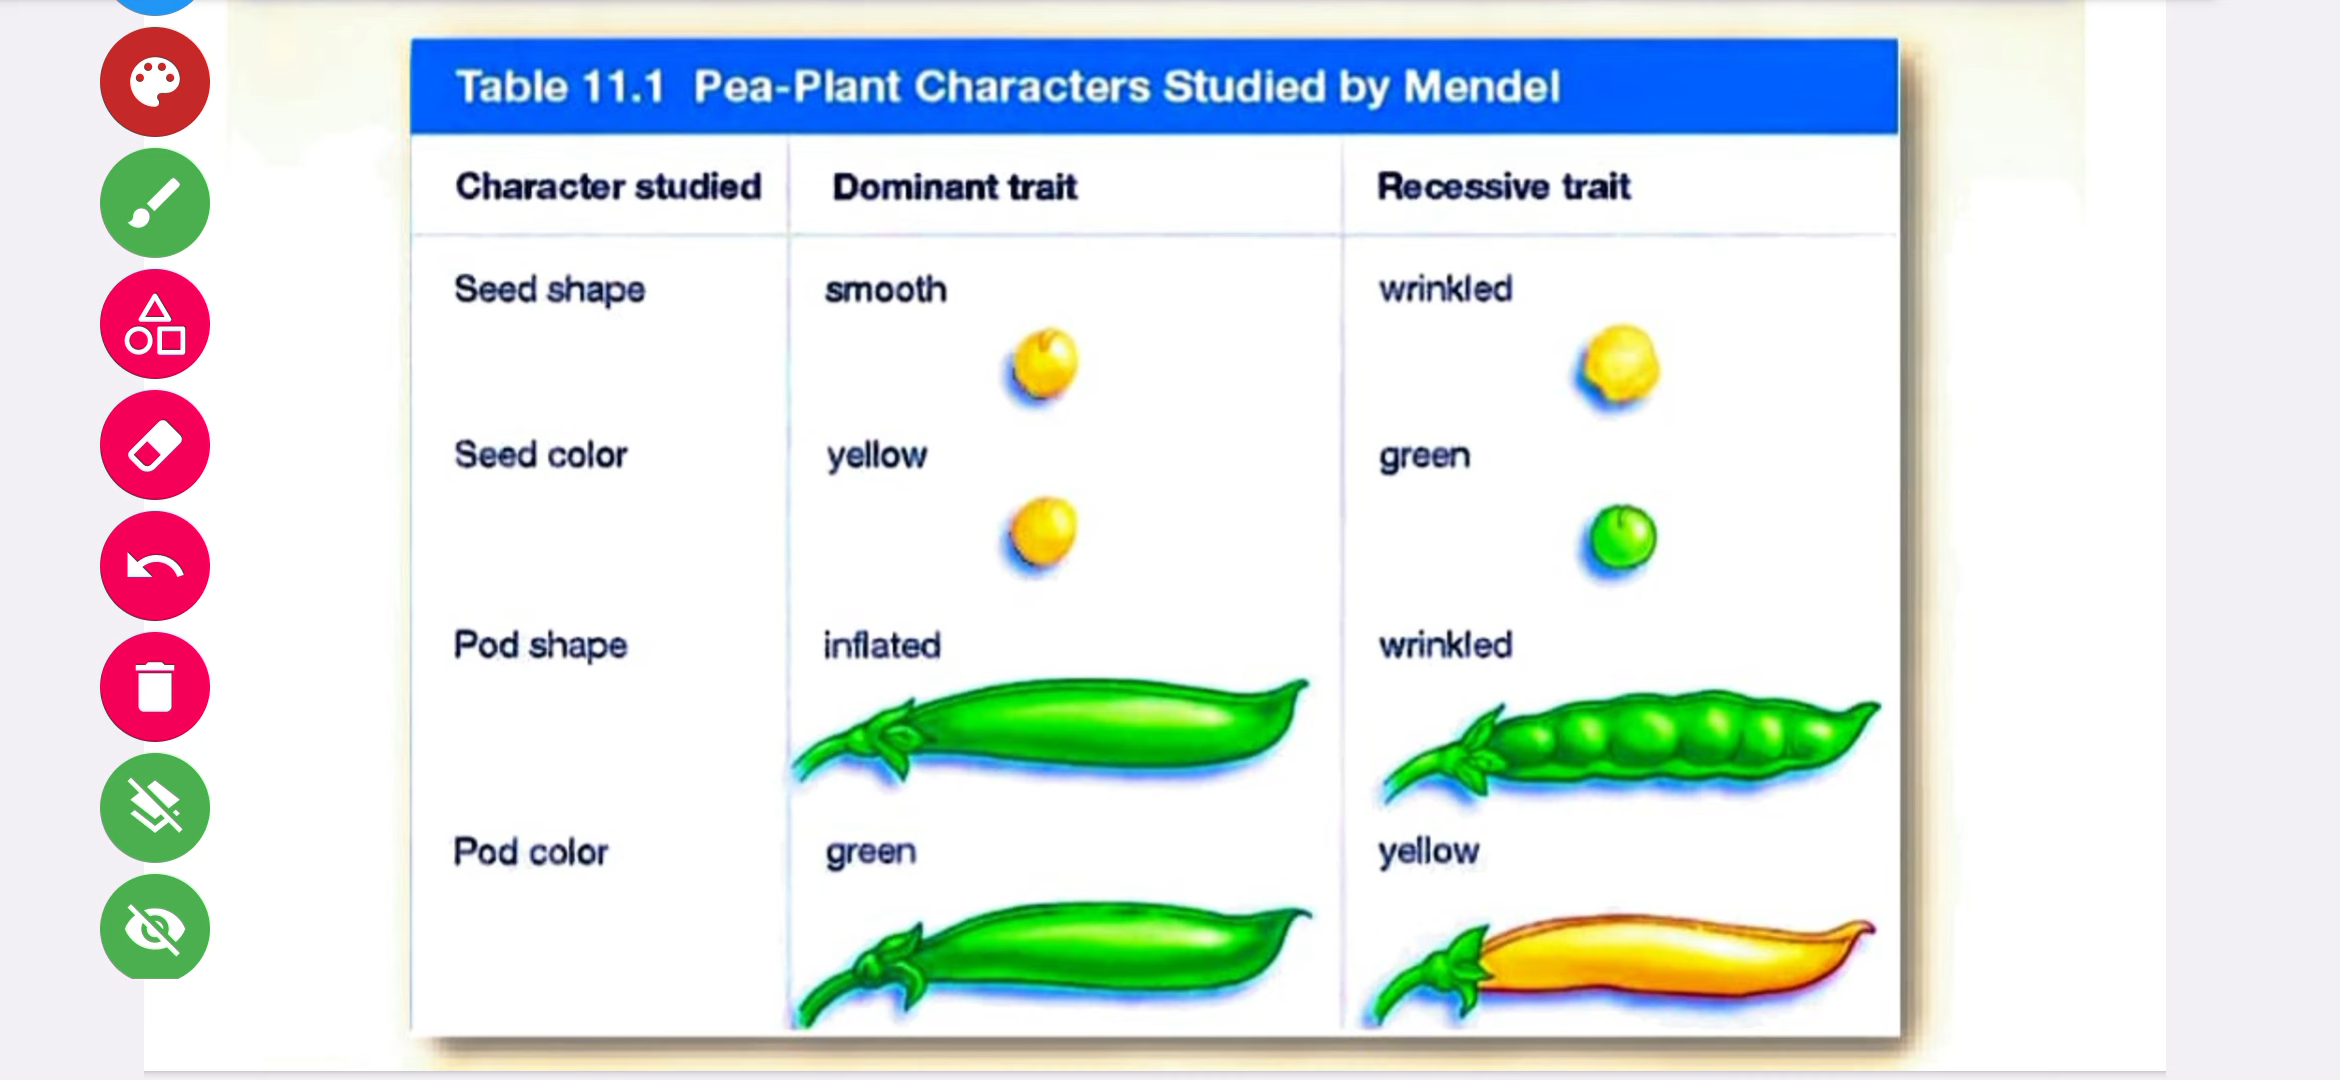 Table 11.1 Pea-Plant Characters Studied by Mendel
Character studied Dominant trait Recessive trait
Seed shape smooth wrinkled
Seed color yellow green
Pod shape inflated wrinkled
Pod color green yellow